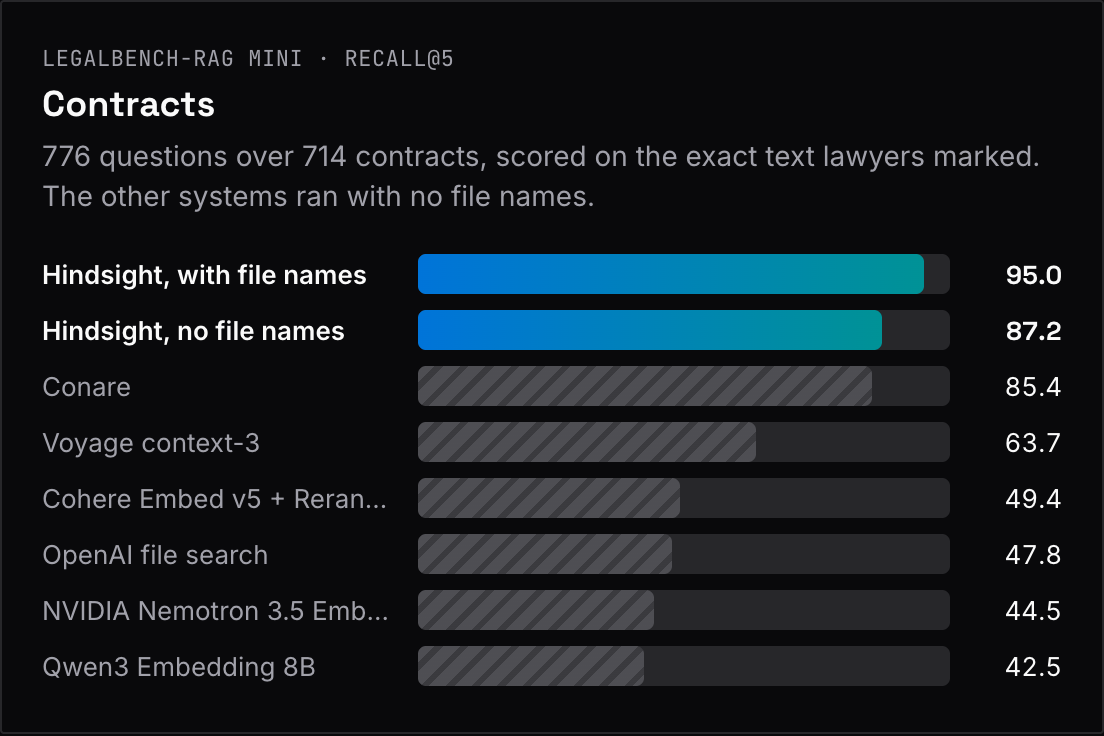 LEGALBENCH-RAG MINI · RECALL@5
Contracts
776 questions over 714 contracts, scored on the exact text lawyers marked.
The other systems ran with no file names.
Hindsight, with file names 95.0
Hindsight, no file names 87.2
Conare 85.4
Voyage context-3 63.7
Cohere Embed v5 + Reran... 49.4
OpenAI file search 47.8
NVIDIA Nemotron 3.5 Emb... 44.5
Qwen3 Embedding 8B 42.5